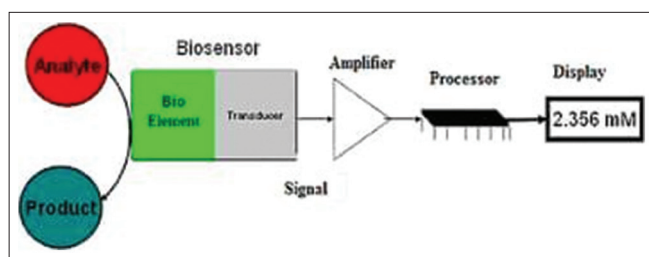 Analyte
Biosensor
Bio
Element
Transducer
Amplifier
Processor
Display
2.356 mM
Signal
Product